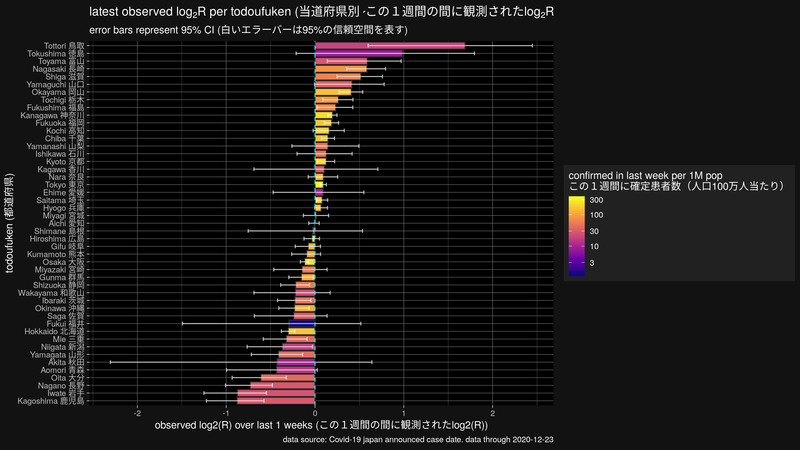 latest observed log₂R per todoufuken (当道府県別 ·この１週間の間に観測されたlog₂R
error bars represent 95% CI (白いエラーバーは95%の信頼空間を表す)
todoufuken (都道府県)
Tottori 鳥取
Tokushima 徳島
Toyama 富山
Nagasaki 長崎
Shiga 滋賀
Yamaguchi 山口
Okayama 岡山
Tochigi 栃木
Fukushima 福島
Kanagawa 神奈川
Fukuoka 福岡
Kochi 高知
Chiba 千葉
Yamanashi 山梨
Ishikawa 石川
Kyoto 京都
Kagawa 香川
Nara 奈良
Tokyo 東京
Ehime 愛媛
Saitama 埼玉
Hyogo 兵庫
Miyagi 宮城
Aichi 愛知
Shimane 島根
Hiroshima 広島
Gifu 岐阜
Kumamoto 熊本
Osaka 大阪
Miyazaki 宮崎
Gunma 群馬
Shizuoka 静岡
Wakayama 和歌山
Ibaraki 茨城
Okinawa 沖縄
Saga 佐賀
Fukui 福井
Hokkaido 北海道
Mie 三重
Niigata 新潟
Yamagata 山形
Akita 秋田
Aomori 青森
Oita 大分
Nagano 長野
Iwate 岩手
Kagoshima 鹿児島
-2 -1 0 1 2
observed log2(R) over last 1 weeks (この１週間の間に観測されたlog2(R))
data source: Covid-19 japan announced case date. data through 2020-12-23
confirmed in last week per 1M pop
この１週間に確定患者数（人口100万人当たり）
300
100
30
10
3